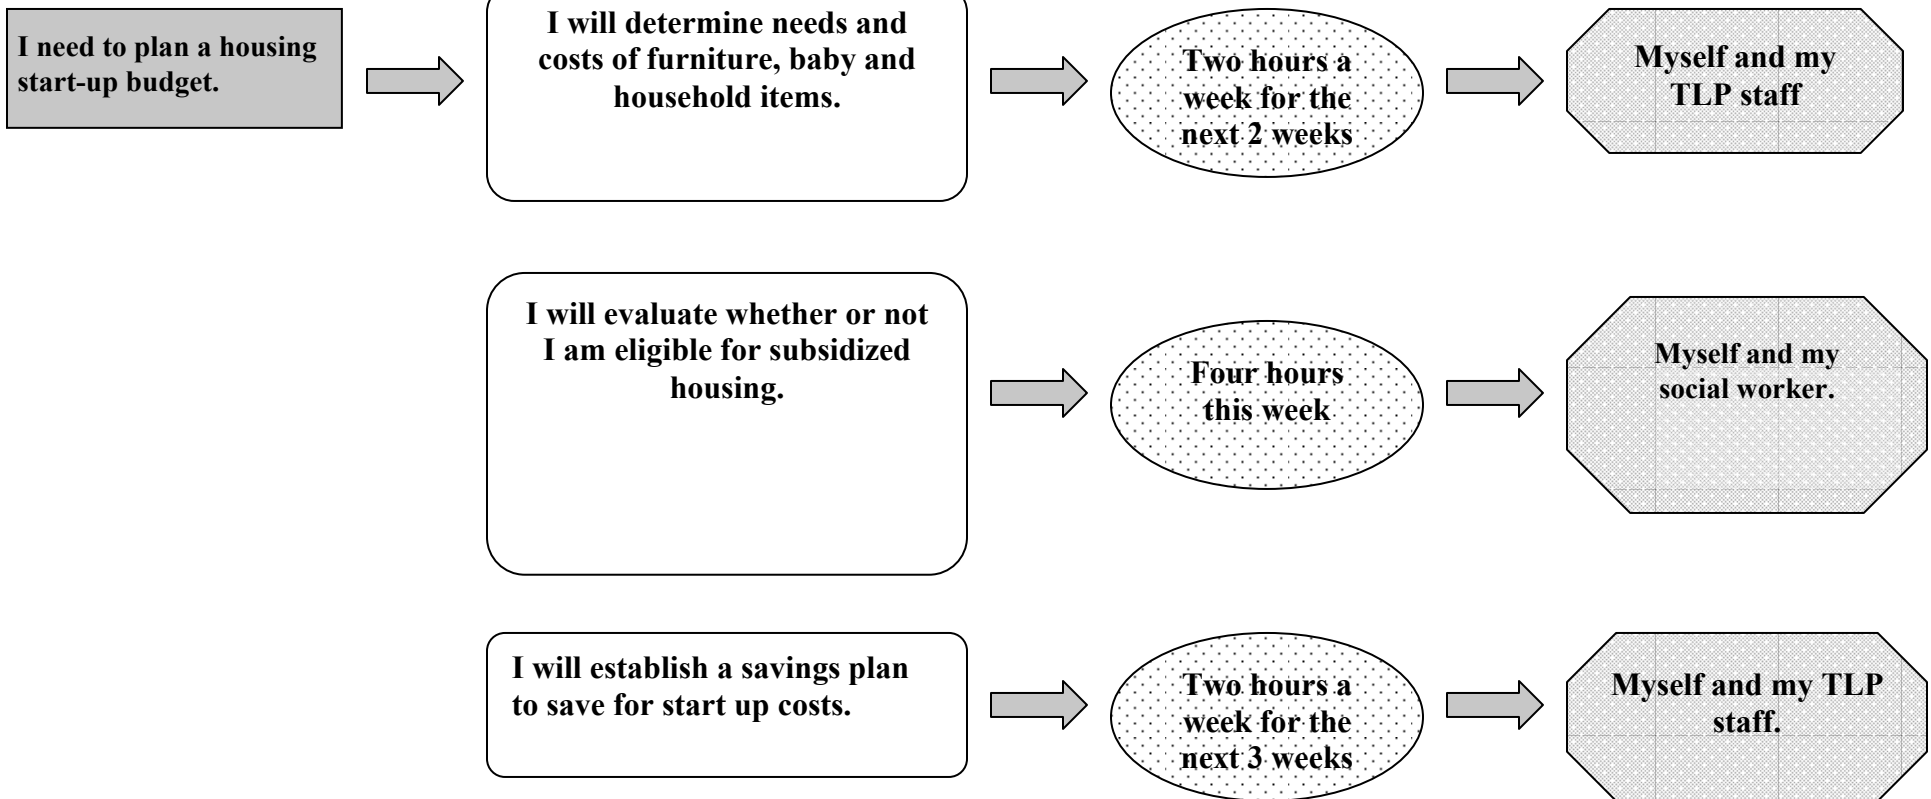 I need to plan a housing
start-up budget.
I will determine needs and
costs of furniture, baby and
household items.
Two hours a
week for the
next 2 weeks
Myself and my
TLP staff
I will evaluate whether or not
I am eligible for subsidized
housing.
Four hours
this week
Myself and my
social worker.
I will establish a savings plan
to save for start up costs.
Two hours a
week for the
next 3 weeks
Myself and my TLP
staff.